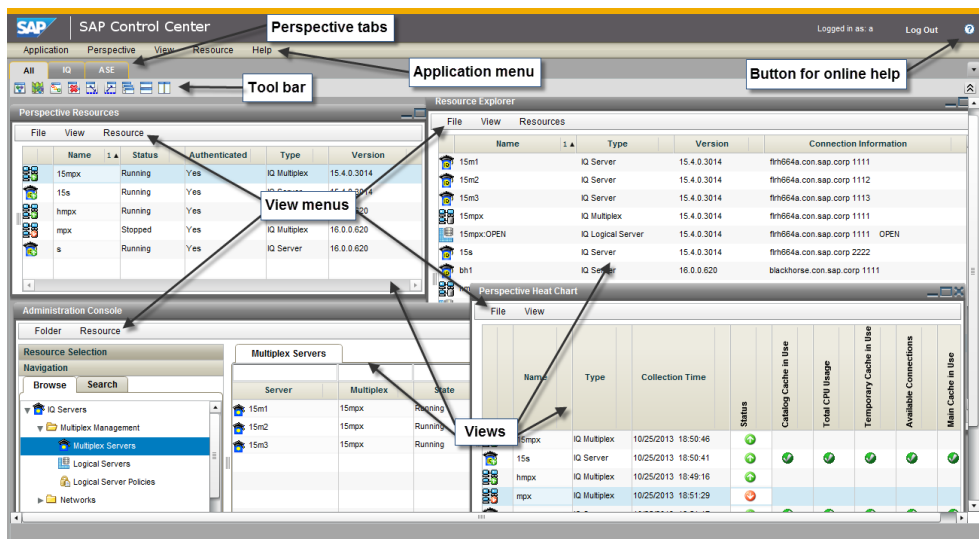 SAP SAP Control Center Logged in as: a Log Out ?
Perspective tabs
Application Perspective View Resource Help
Application menu
Button for online help
All IQ ASE
Tool bar
Perspective Resources
File View Resource
Name 1 Status Authenticated Type Version
15mpx Running Yes IQ Multiplex 15.4.0.3014
15s Running Yes IQ Server 15.4.0.3014
hmpx Running Yes
mpx Stopped Yes IQ Multiplex 16.0.0.620
s Running Yes IQ Server 16.0.0.620
View menus
Resource Explorer
File View Resources
Name 1 Type Version Connection Information
15m1 IQ Server 15.4.0.3014 flrh664a.con.sap.corp 1111
15m2 IQ Server 15.4.0.3014 flrh664a.con.sap.corp 1112
15m3 IQ Server 15.4.0.3014 flrh664a.con.sap.corp 1113
15mpx IQ Multiplex 15.4.0.3014 flrh664a.con.sap.corp 1111
15mpx:OPEN IQ Logical Server 15.4.0.3014 flrh664a.con.sap.corp 1111 OPEN
15s IQ Server 15.4.0.3014 flrh664a.con.sap.corp 2222
bh1 IQ Server 16.0.0.620 blackhorse.con.sap.corp 1111
Administration Console
Folder Resource
Resource Selection
Navigation
Browse Search
IQ Servers
Multiplex Management
Multiplex Servers
Logical Servers
Logical Server Policies
Networks
Multiplex Servers
Server Multiplex State
15m1 15mpx Running
15m2 15mpx Running
15m3 15mpx Running
Views
Perspective Heat Chart
File View
Name Type Collection Time Status Catalog Cache in Use Total CPU Usage Temporary Cache in Use Available Connections Main Cache in Use
15mpx IQ Multiplex 10/25/2013 18:50:46
15s IQ Server 10/25/2013 18:50:41
hmpx IQ Multiplex 10/25/2013 18:49:16
mpx IQ Multiplex 10/25/2013 18:51:29